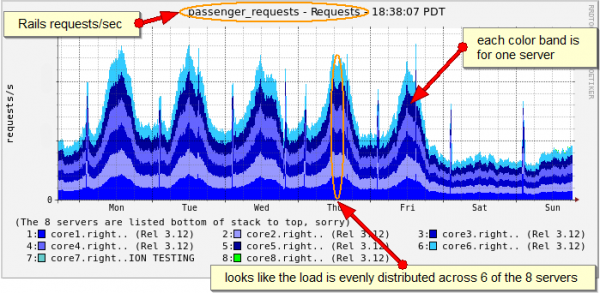 passenger_requests - Requests - 18:38:07 PDT
Rails requests/sec
each color band is
for one server
requests/s
0
Mon Tue Wed Thu Fri Sat Sun
(The 8 servers are listed bottom of stack to top, sorry)
1: core1.right.. (Rel 3.12) 2: core2.right.. (Rel 3.12) 3: core3.right.. (Rel 3.12)
4: core4.right.. (Rel 3.12) 5: core5.right.. (Rel 3.12) 6: core6.right.. (Rel 3.12)
7: core7.right..ION TESTING 8: core8.right.. (Rel 3.12)
looks like the load is evenly distributed across 6 of the 8 servers